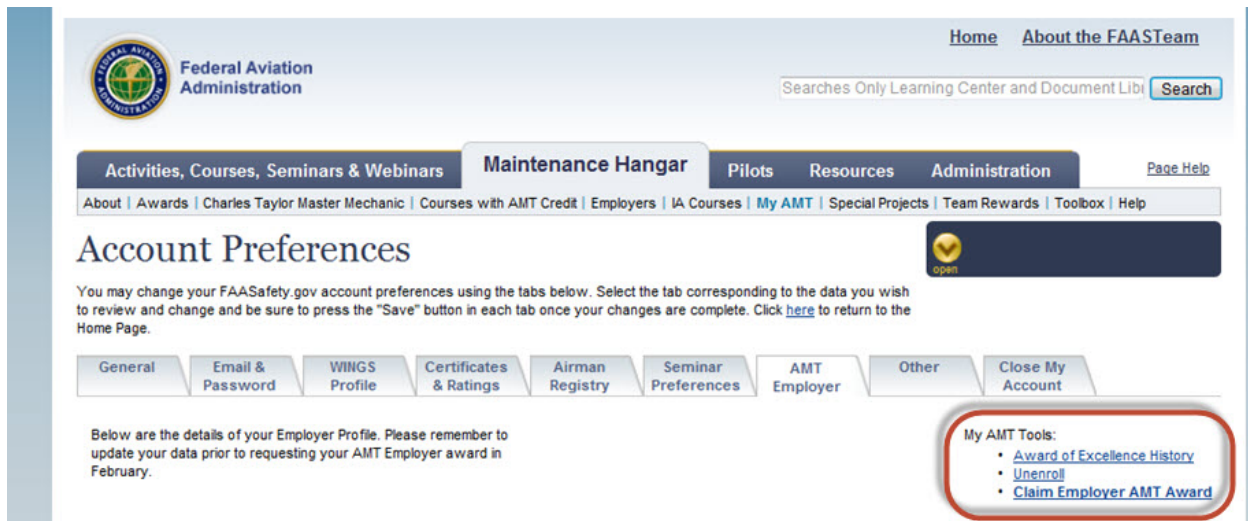 Home About the FAASTeam
FEDERAL AVIATION ADMINISTRATION
Federal Aviation
Administration
Searches Only Learning Center and Document Libr Search
Activities, Courses, Seminars & Webinars Maintenance Hangar Pilots Resources Administration Page Help
About | Awards | Charles Taylor Master Mechanic | Courses with AMT Credit | Employers | IA Courses | My AMT | Special Projects | Team Rewards | Toolbox | Help
Account Preferences
open
You may change your FAASafety.gov account preferences using the tabs below. Select the tab corresponding to the data you wish
to review and change and be sure to press the "Save" button in each tab once your changes are complete. Click here to return to the
Home Page.
General Email & WINGS Certificates Airman Seminar AMT Other Close My
Password Profile & Ratings Registry Preferences Employer Account
Below are the details of your Employer Profile. Please remember to
update your data prior to requesting your AMT Employer award in
February.
My AMT Tools:
• Award of Excellence History
• Unenroll
• Claim Employer AMT Award